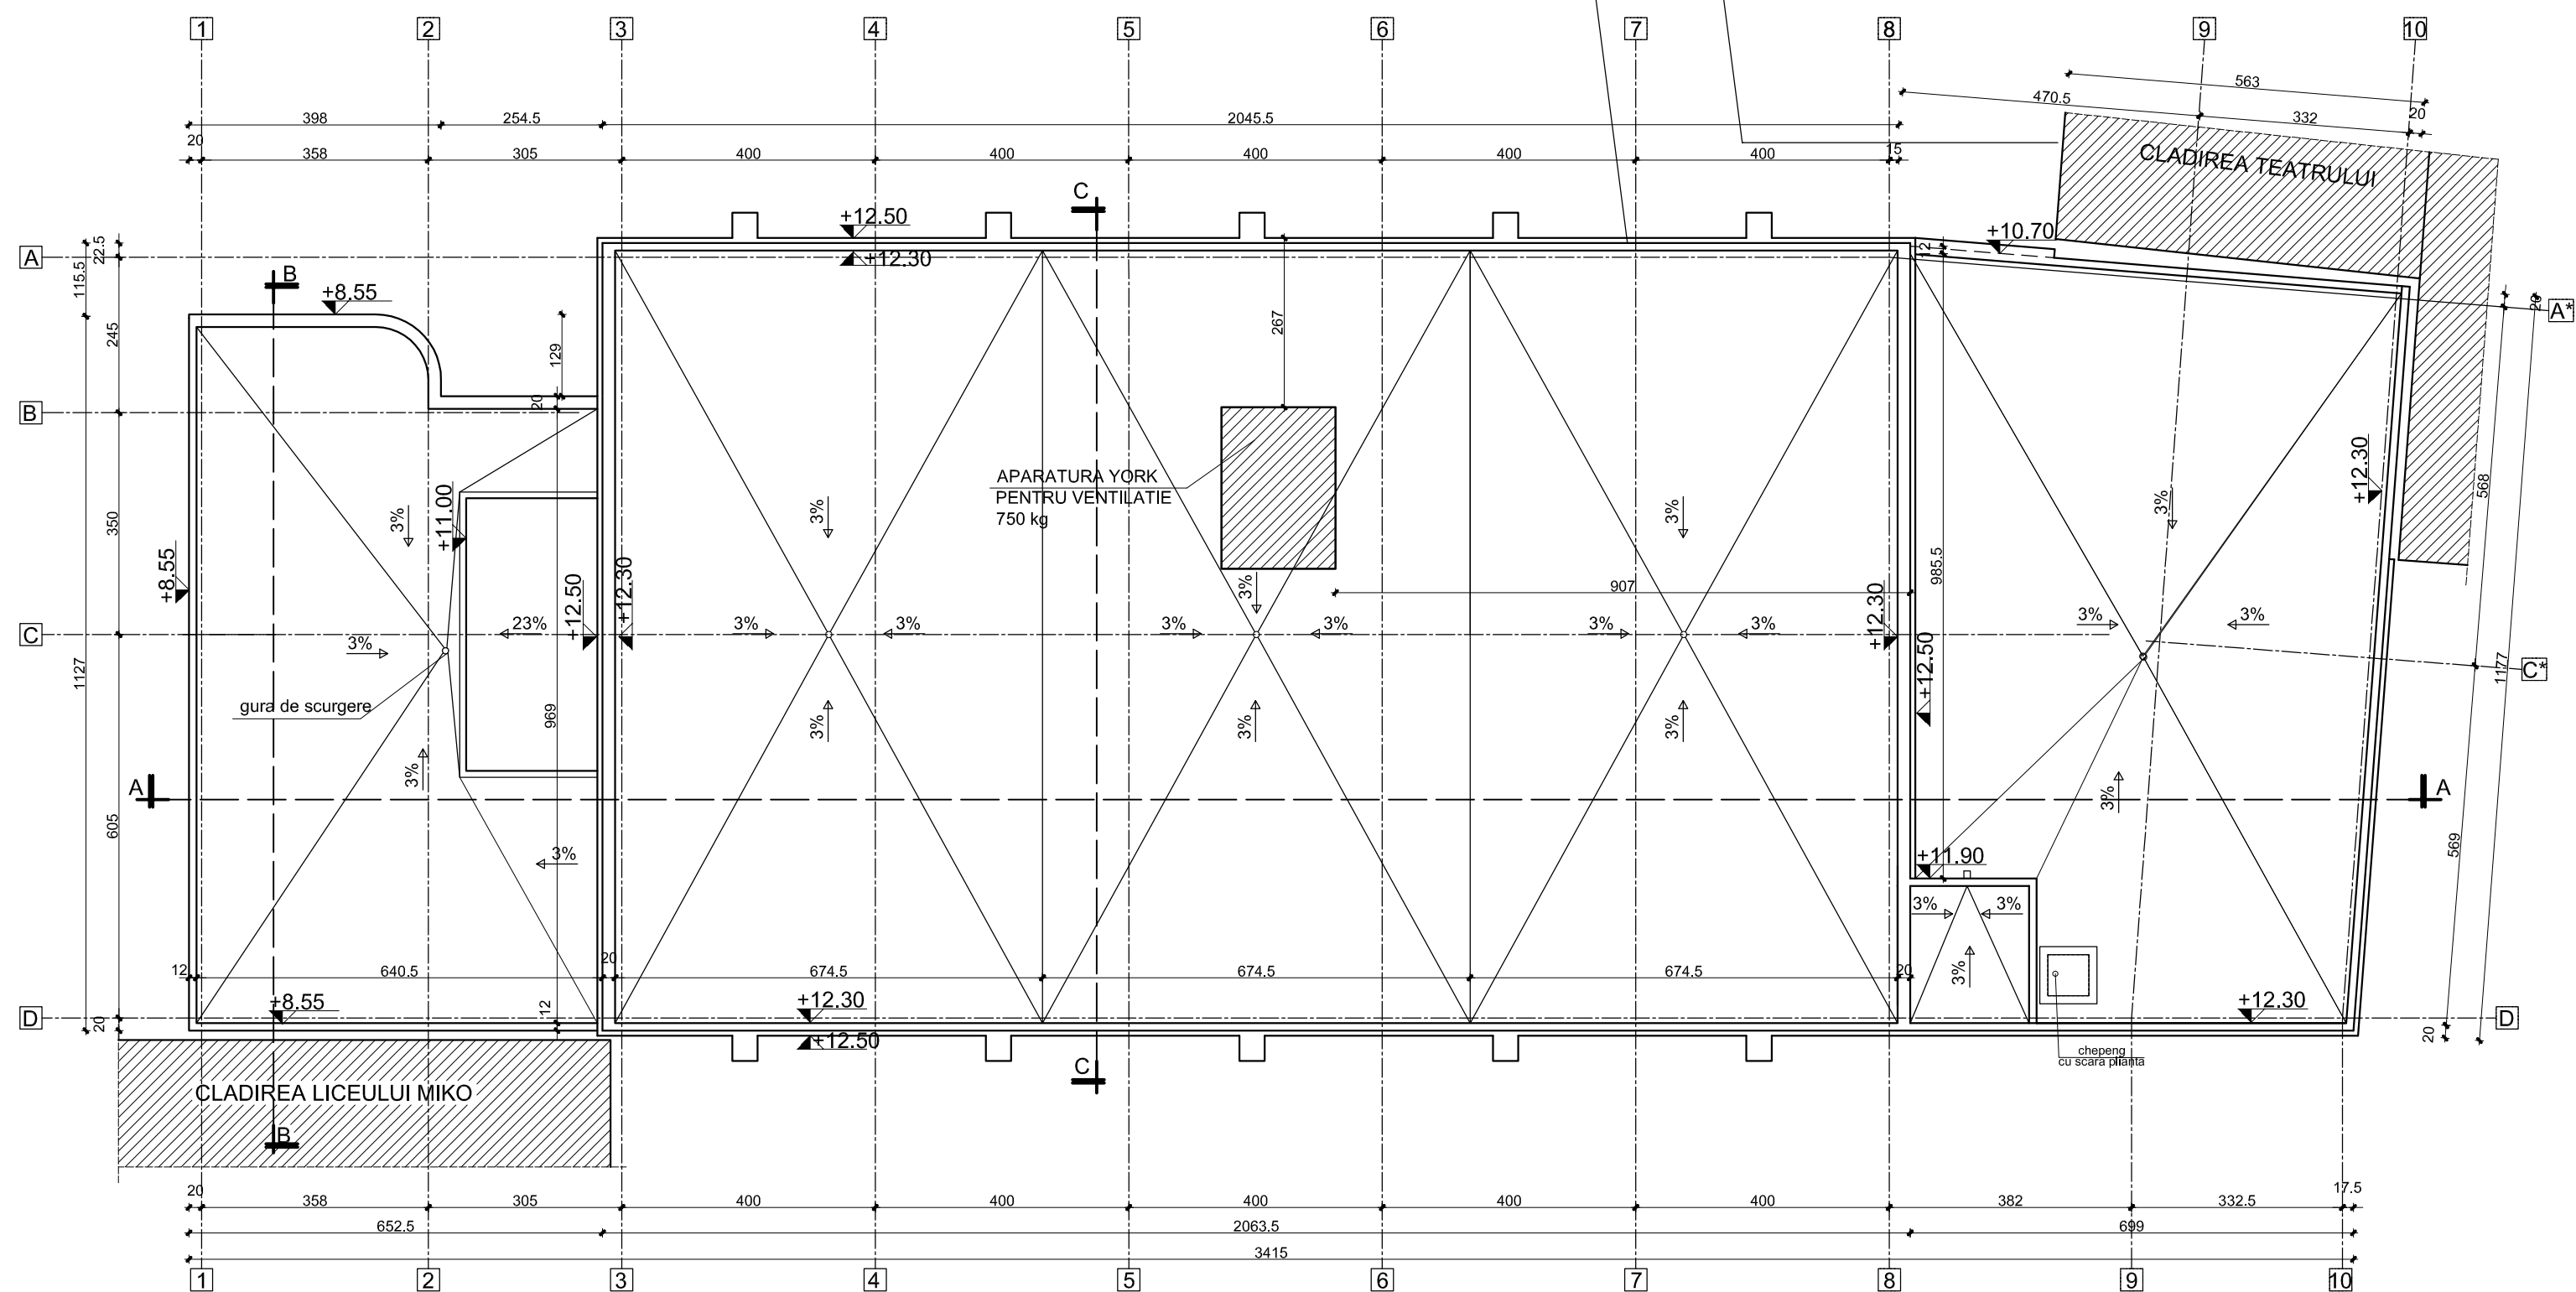 1 2 3 4 5 6 7 8 9 10
563
470.5 332 20
398 254.5 2045.5
20 358 305 400 400 400 400 400 15
CLADIREA TEATRULUI
C
+12.50
+12.30
+10.70
12
A
22.5
115.5
B
+8.55
A*
20
245
129
267
B
20
+12.30
568
APARATURA YORK
PENTRU VENTILATIE
750 kg
+11.00
3% 3% 3% 3%
350
+8.55
985.5
907
3%
+12.50 +12.30 +12.30
C
23% 3% 3% 3% 3% 3% 3% 3% 3%
3%
C*
+12.50
1127
1177
gura de scurgere
969
3% 3% 3% 3%
3%
A A
605
3%
569
+11.90
3% 3%
3%
12 640.5 20 674.5 674.5 674.5 20
+8.55 +12.30 +12.30
12
D D
20
20
+12.50
chepeng
cu scara plianta
C
CLADIREA LICEULUI MIKO
B
20 358 305 400 400 400 400 400 382 332.5 17.5
652.5 2063.5 699
3415
1 2 3 4 5 6 7 8 9 10